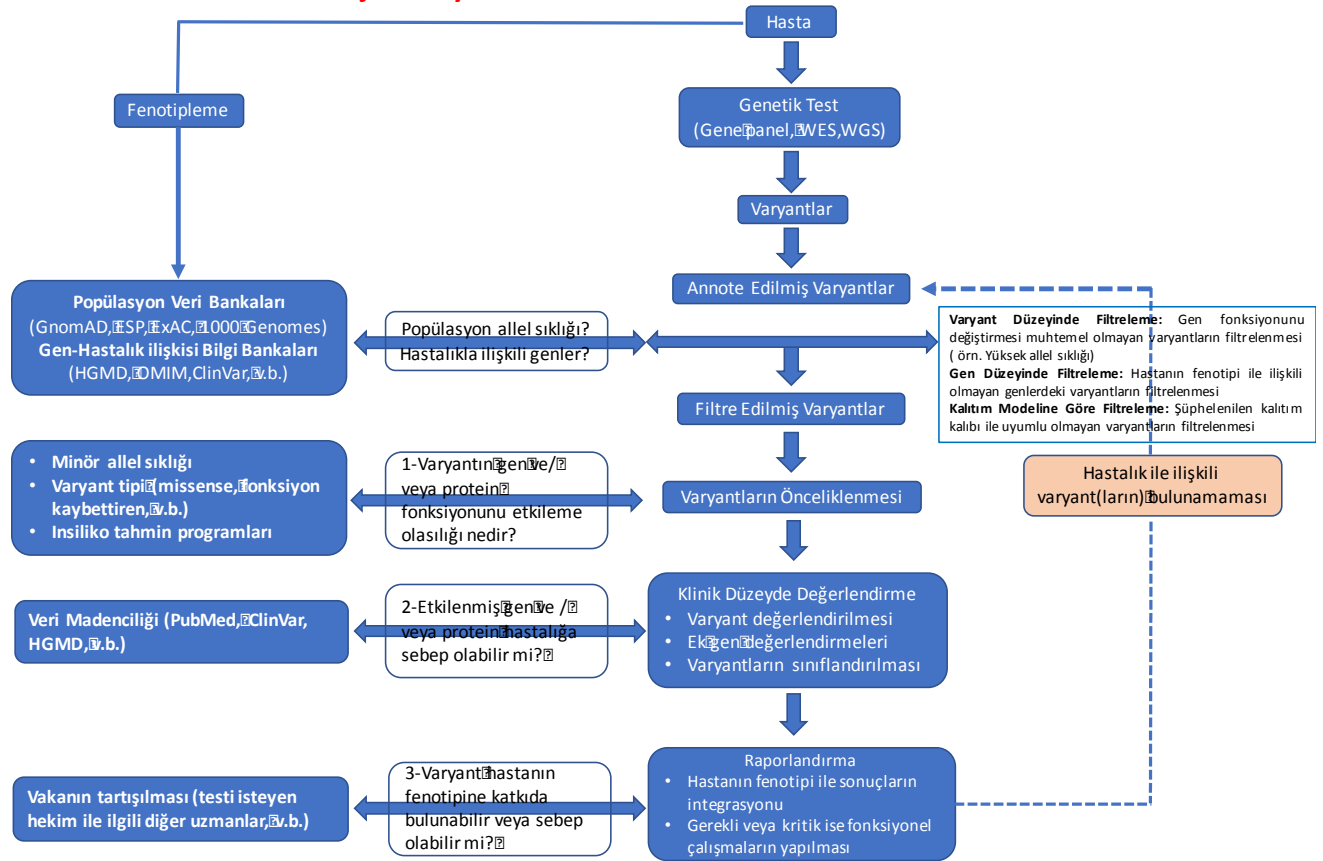 Hasta
Fenotipleme
Genetik Test
(Gene panel, WES,WGS)
Varyantlar
Annote Edilmiş Varyantlar
Popülasyon Veri Bankaları
(GnomAD, ESP, ExAC, 1000 Genomes)
Gen-Hastalık ilişkisi Bilgi Bankaları
(HGMD, OMIM,ClinVar, v.b.)
Popülasyon allel sıklığı?
Hastalıkla ilişkili genler?
Varyant Düzeyinde Filtreleme: Gen fonksiyonunu
değiştirmesi muhtemel olmayan varyantların filtrelenmesi
( örn. Yüksek allel sıklığı)
Gen Düzeyinde Filtreleme: Hastanın fenotipi ile ilişkili
olmayan genlerdeki varyantların filtrelenmesi
Kalıtım Modeline Göre Filtreleme: Şüphelenilen kalıtım
kalıbı ile uyumlu olmayan varyantların filtrelenmesi
Filtre Edilmiş Varyantlar
• Minör allel sıklığı
• Varyant tipi (missense, fonksiyon
kaybettiren, v.b.)
• Insiliko tahmin programları
1-Varyantın gen ve/
veya protein
fonksiyonunu etkileme
olasılığı nedir?
Varyantların Önceliklenmesi
Hastalık ile ilişkili
varyant(ların) bulunamaması
Veri Madenciliği (PubMed, ClinVar,
HGMD, v.b.)
2-Etkilenmiş gen ve /
veya protein hastalığa
sebep olabilir mi?
Klinik Düzeyde Değerlendirme
• Varyant değerlendirilmesi
• Ek gen değerlendirmeleri
• Varyantların sınıflandırılması
Vakanın tartışılması (testi isteyen
hekim ile ilgili diğer uzmanlar, v.b.)
3-Varyant hastanın
fenotipine katkıda
bulunabilir veya sebep
olabilir mi?
Raporlandırma
• Hastanın fenotipi ile sonuçların
integrasyonu
• Gerekli veya kritik ise fonksiyonel
çalışmaların yapılması